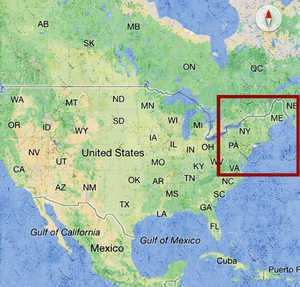 AB
MB
SK
ON
QC
NB
WA
MT
ND
MN
ME
OR
ID
SD
WI
NY
WY
MI
IA
PA
NV
UT
United States
IL
IN
OH
CA
MO
KY
WV
VA
AZ
NM
OK
AR
TN
NC
TX
MS
SC
LA
GA
FL
Gulf of California
Gulf of Mexico
Mexico
Cuba
Puerto R